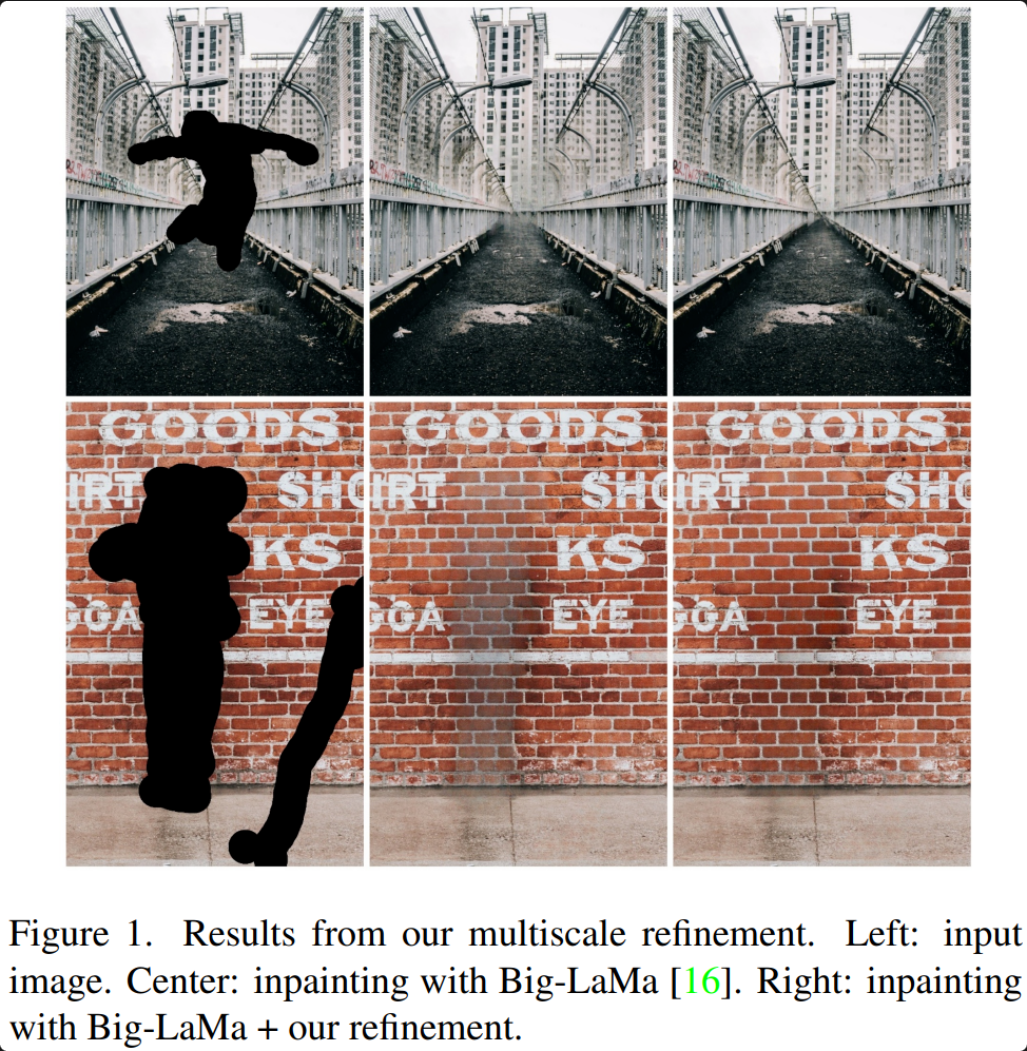 GOODS GOODS GOODS
IRT SHO IRT SHO IRT SHO
KS KS KS
GGA EYE GGA EYE GGA EYE
Figure 1. Results from our multiscale refinement. Left: input
image. Center: inpainting with Big-LaMa [16]. Right: inpainting
with Big-LaMa + our refinement.